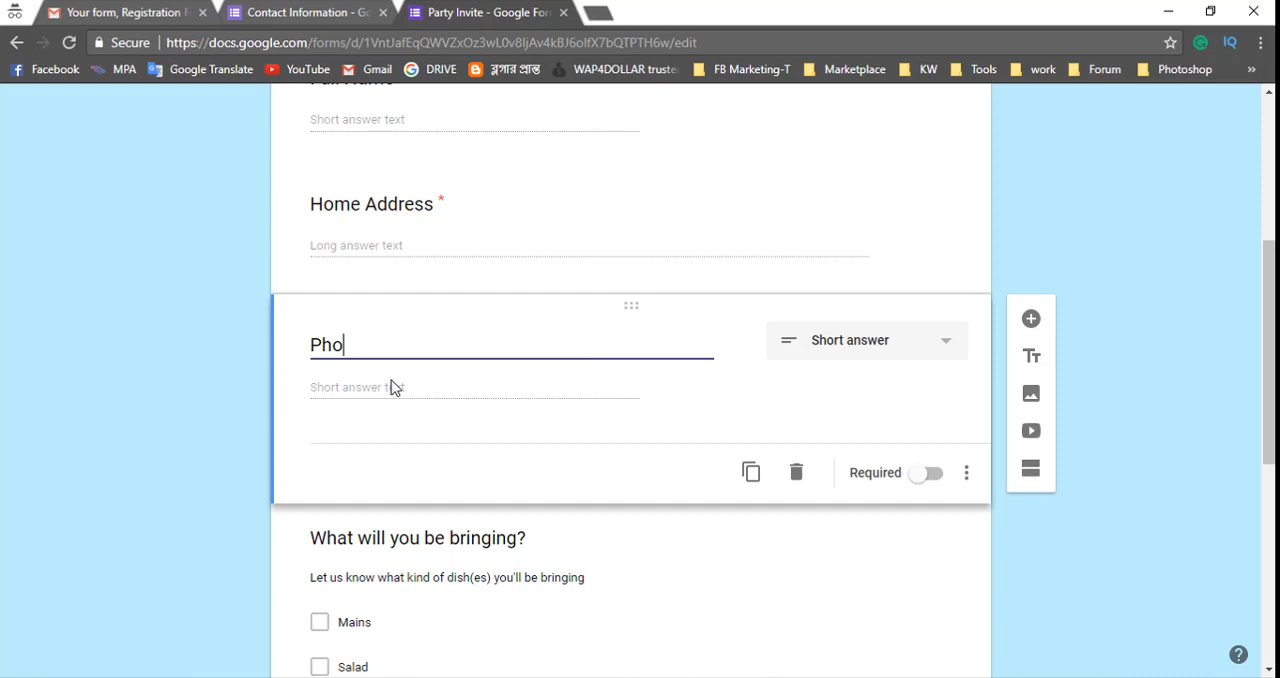 Your form, Registration F
Contact Information - Go
Party Invite - Google For
Secure
https://docs.google.com/forms/d/1VntJafEqQWVZxOz3wL0v8ljAv4kBJ6olfX7bQTPTH6w/edit
Facebook
MPA
Google Translate
YouTube
Gmail
DRIVE
ব্লগার প্রান্ত
WAP4DOLLAR truste
FB Marketing-T
Marketplace
KW
Tools
work
Forum
Photoshop
»
IQ
Short answer text
Home Address *
Long answer text
Pho
Short answer
Short answer text
Required
What will you be bringing?
Let us know what kind of dish(es) you'll be bringing
Mains
Salad